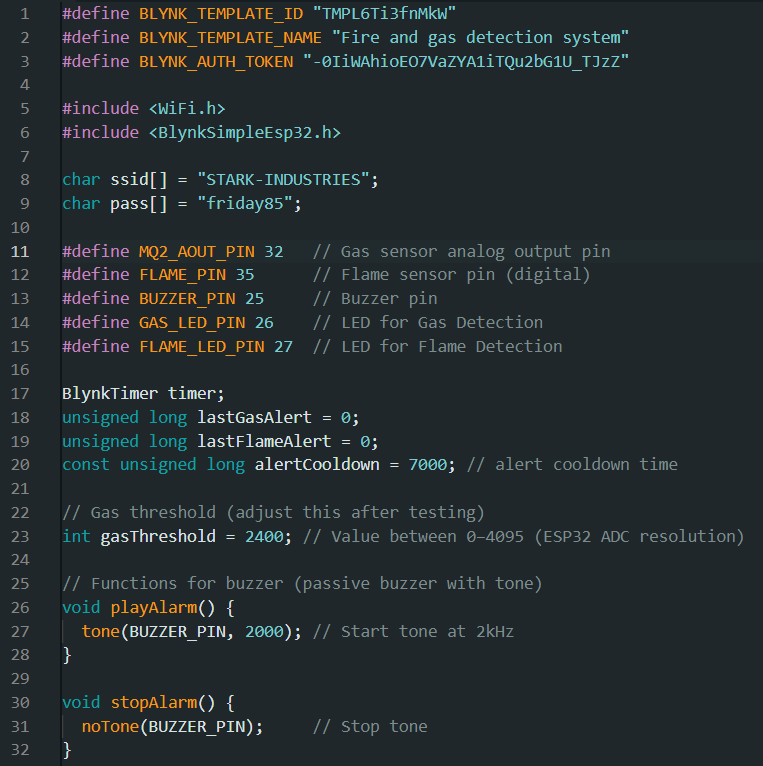 1 #define BLYNK_TEMPLATE_ID "TMPL6Ti3fnMkW"
2 #define BLYNK_TEMPLATE_NAME "Fire and gas detection system"
3 #define BLYNK_AUTH_TOKEN "-0IiWAhioEO7VaZYA1iTQu2bG1U_TJzZ"
4
5 #include <WiFi.h>
6 #include <BlynkSimpleEsp32.h>
7
8 char ssid[] = "STARK-INDUSTRIES";
9 char pass[] = "friday85";
10
11 #define MQ2_AOUT_PIN 32   // Gas sensor analog output pin
12 #define FLAME_PIN 35      // Flame sensor pin (digital)
13 #define BUZZER_PIN 25     // Buzzer pin
14 #define GAS_LED_PIN 26    // LED for Gas Detection
15 #define FLAME_LED_PIN 27  // LED for Flame Detection
16
17 BlynkTimer timer;
18 unsigned long lastGasAlert = 0;
19 unsigned long lastFlameAlert = 0;
20 const unsigned long alertCooldown = 7000; // alert cooldown time
21
22 // Gas threshold (adjust this after testing)
23 int gasThreshold = 2400; // Value between 0–4095 (ESP32 ADC resolution)
24
25 // Functions for buzzer (passive buzzer with tone)
26 void playAlarm() {
27   tone(BUZZER_PIN, 2000); // Start tone at 2kHz
28 }
29
30 void stopAlarm() {
31   noTone(BUZZER_PIN);     // Stop tone
32 }